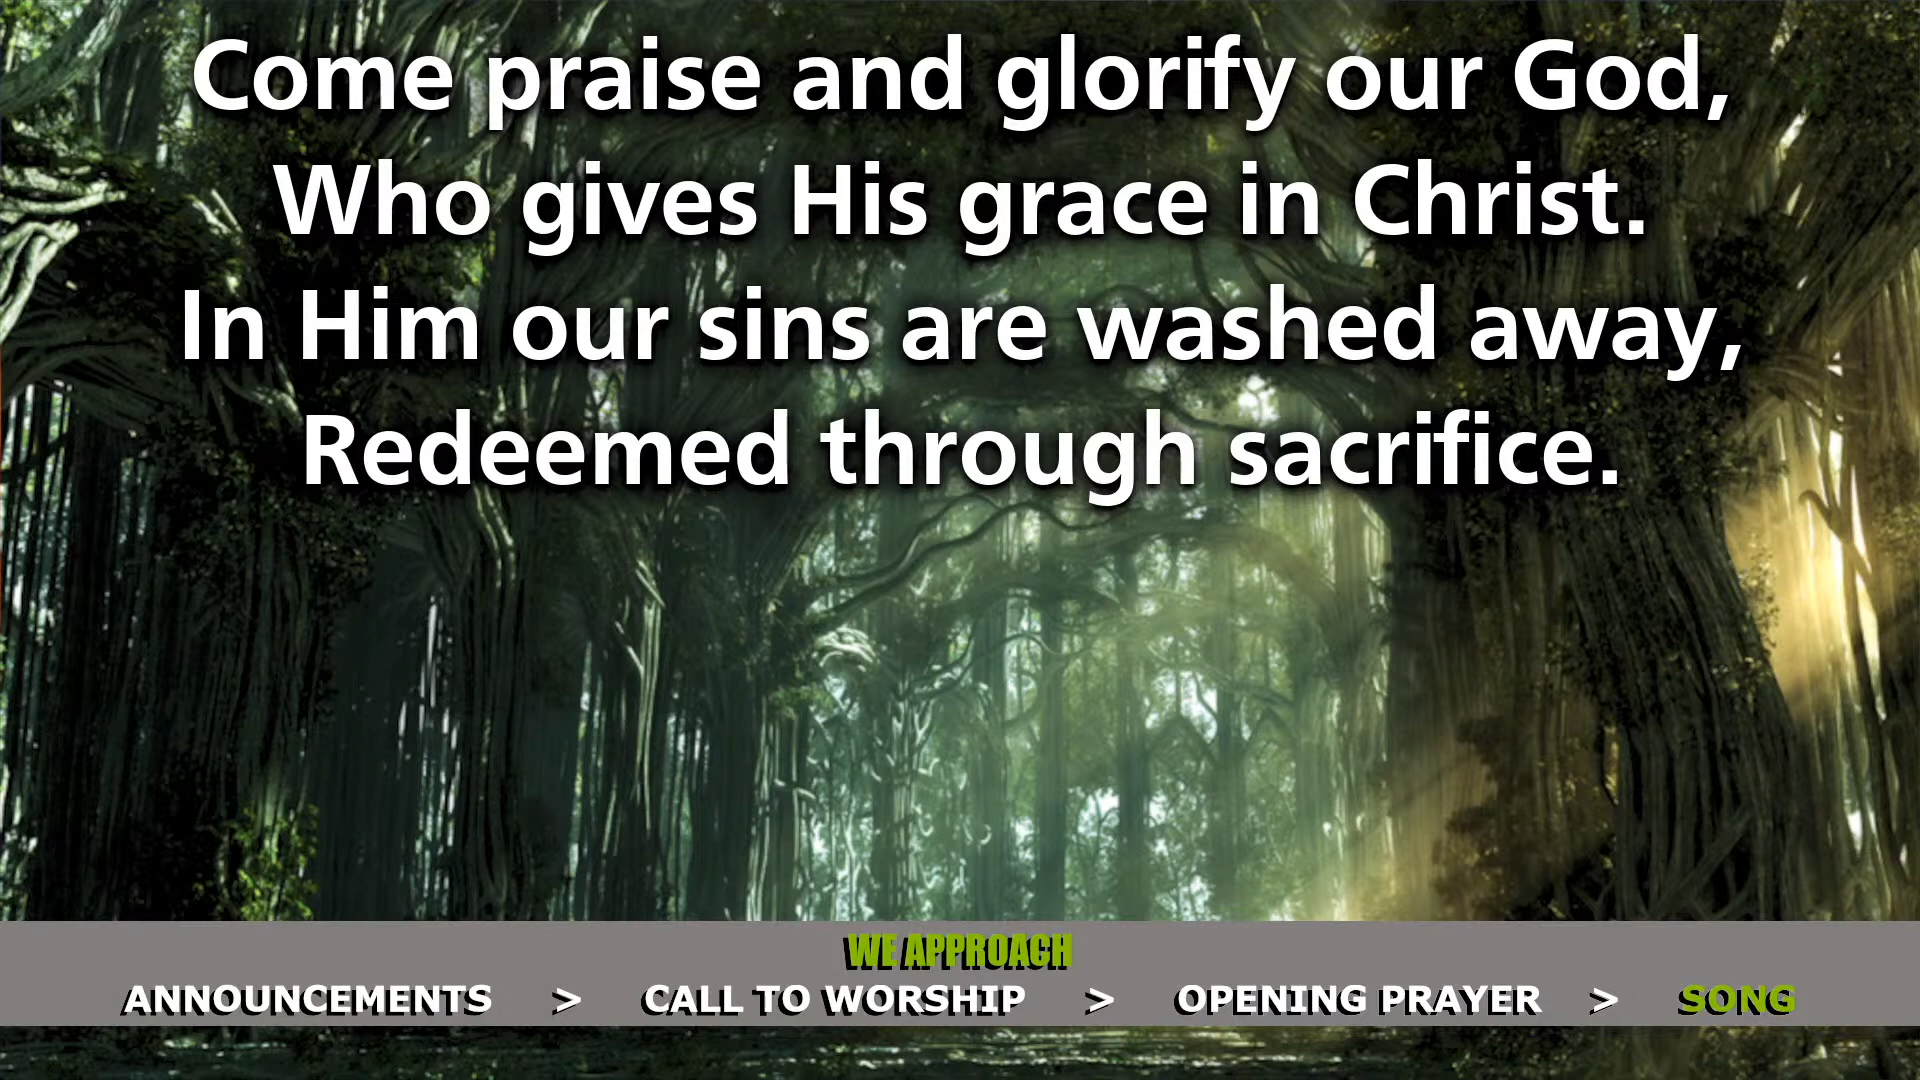 Come praise and glorify our God,
Who gives His grace in Christ.
In Him our sins are washed away,
Redeemed through sacrifice.
WE APPROACH
ANNOUNCEMENTS > CALL TO WORSHIP > OPENING PRAYER > SONG